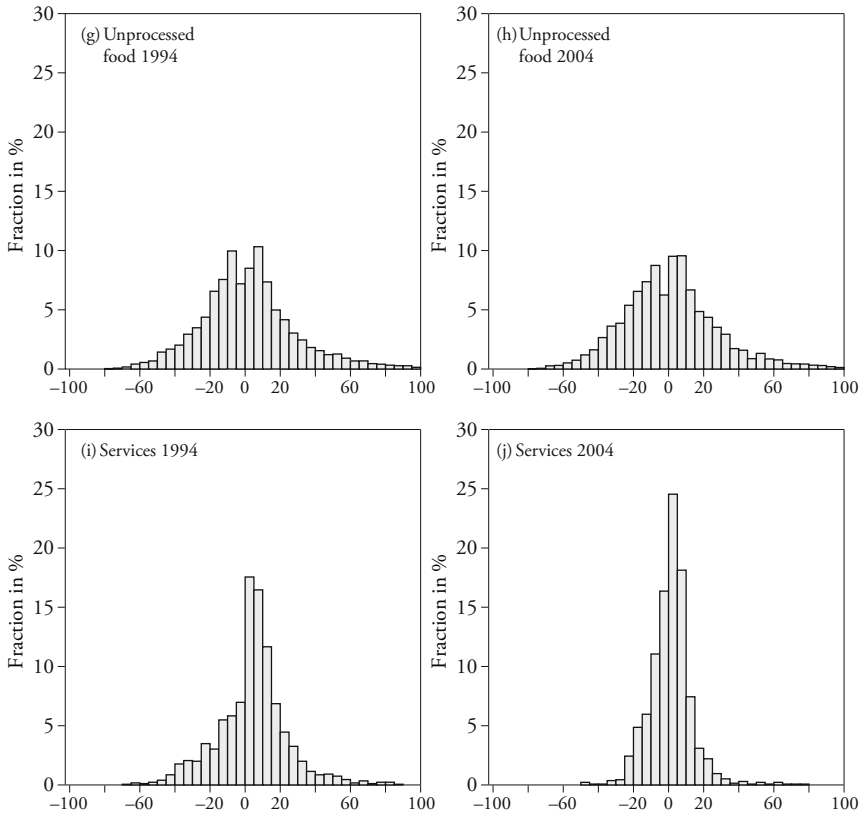 (g) Unprocessed
food 1994
30
25
20
15
10
5
0
Fraction in %
–100 –60 –20 0 20 60 100
(h) Unprocessed
food 2004
30
25
20
15
10
5
0
Fraction in %
–100 –60 –20 0 20 60 100
(i) Services 1994
30
25
20
15
10
5
0
Fraction in %
–100 –60 –20 0 20 60 100
(j) Services 2004
30
25
20
15
10
5
0
Fraction in %
–100 –60 –20 0 20 60 100